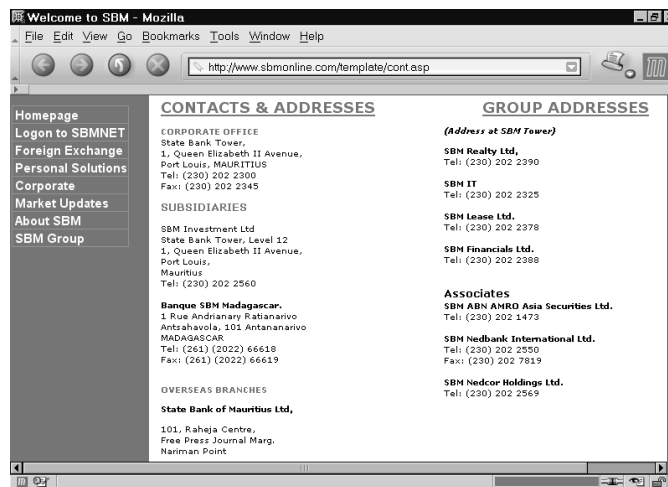 Welcome to SBM - Mozilla
File Edit View Go Bookmarks Tools Window Help
http://www.sbmonline.com/template/cont.asp
Homepage
Logon to SBMNET
Foreign Exchange
Personal Solutions
Corporate
Market Updates
About SBM
SBM Group
CONTACTS & ADDRESSES
CORPORATE OFFICE
State Bank Tower,
1, Queen Elizabeth II Avenue,
Port Louis, MAURITIUS
Tel: (230) 202 2300
Fax: (230) 202 2345
SUBSIDIARIES
SBM Investment Ltd
State Bank Tower, Level 12
1, Queen Elizabeth II Avenue,
Port Louis,
Mauritius
Tel: (230) 202 2560
Banque SBM Madagascar.
1 Rue Andrianary Ratianarivo
Antsahavola, 101 Antananarivo
MADAGASCAR
Tel: (261) (2022) 66618
Fax: (261) (2022) 66619
OVERSEAS BRANCHES
State Bank of Mauritius Ltd,
101, Raheja Centre,
Free Press Journal Marg.
Nariman Point
GROUP ADDRESSES
(Address at SBM Tower)
SBM Realty Ltd,
Tel: (230) 202 2390
SBM IT
Tel: (230) 202 2325
SBM Lease Ltd.
Tel: (230) 202 2378
SBM Financials Ltd.
Tel: (230) 202 2388
Associates
SBM ABN AMRO Asia Securities Ltd.
Tel: (230) 202 1473
SBM Nedbank International Ltd.
Tel: (230) 202 2550
Fax: (230) 202 7819
SBM Nedcor Holdings Ltd.
Tel: (230) 202 2569